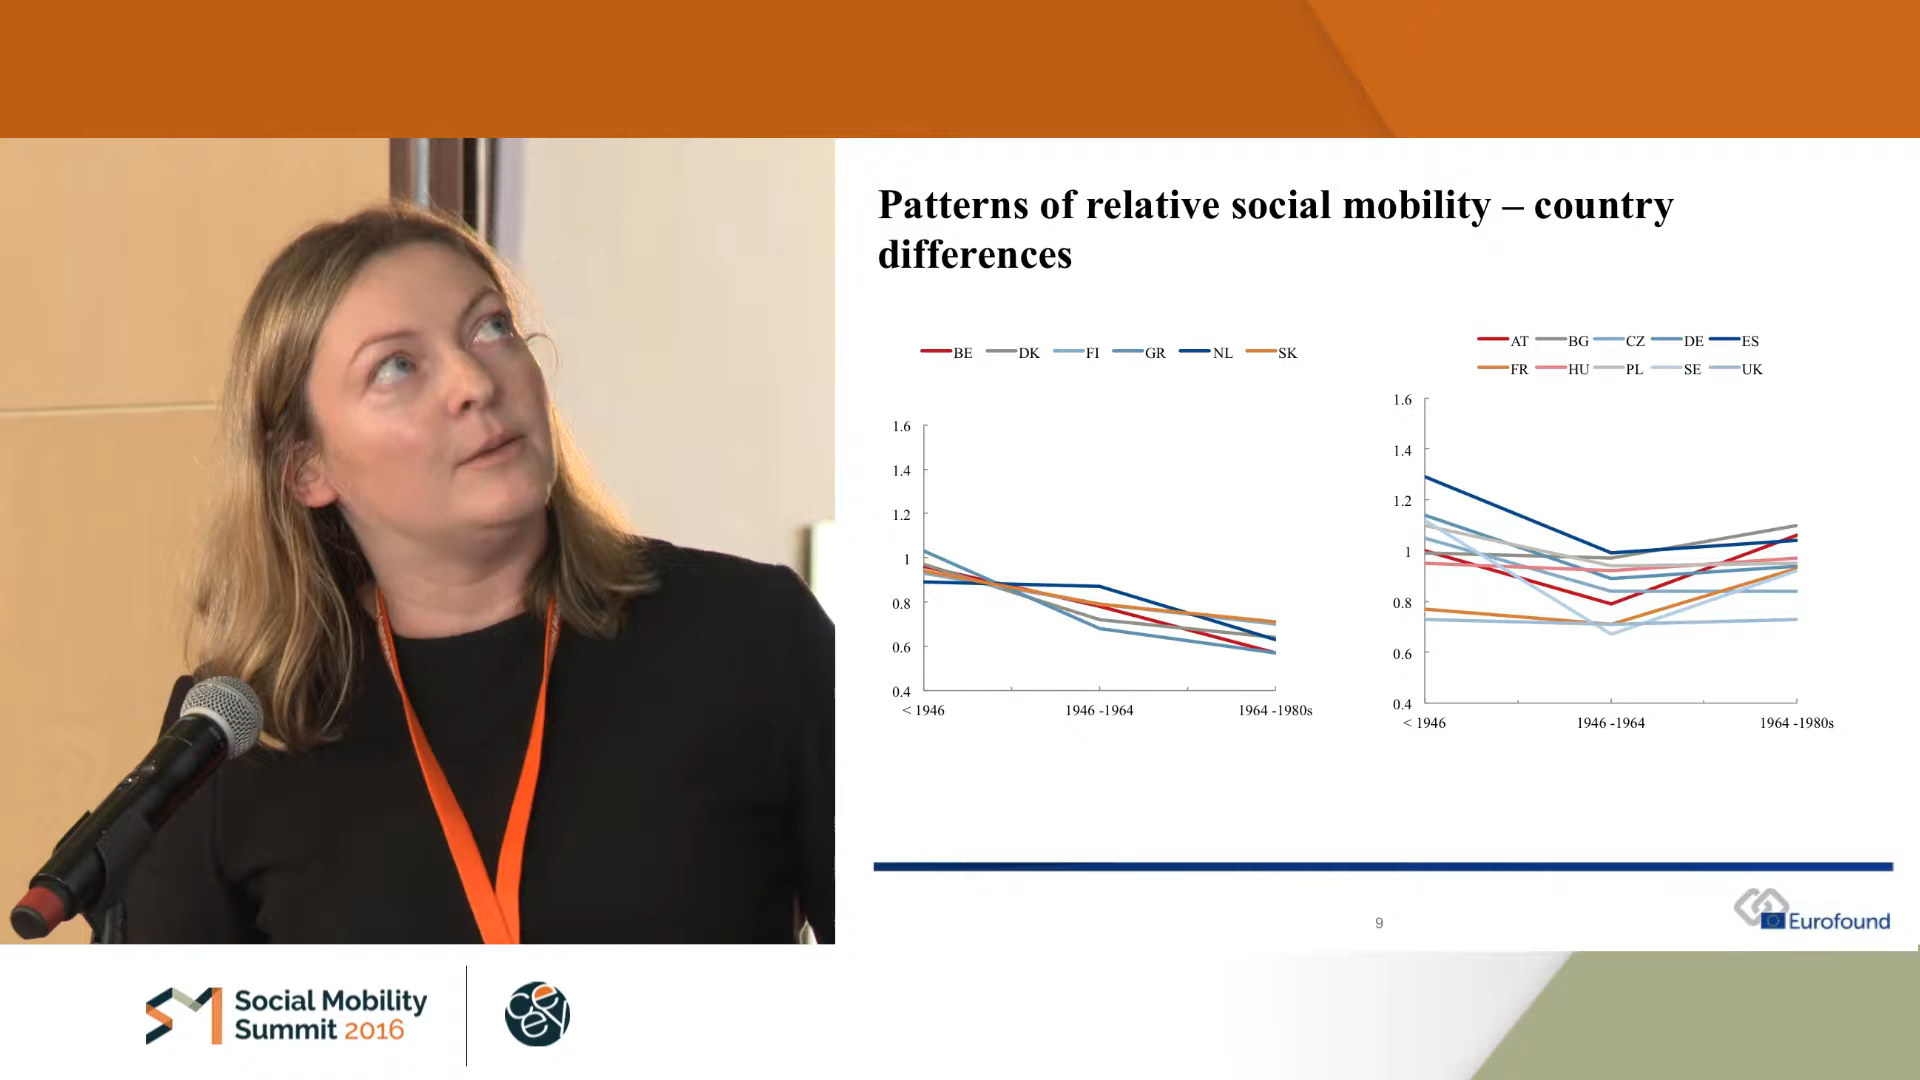 Patterns of relative social mobility – country
differences
BE DK FI GR NL SK
1.6
1.4
1.2
1
0.8
0.6
0.4
< 1946 1946 -1964 1964 -1980s
AT BG CZ DE ES
FR HU PL SE UK
1.6
1.4
1.2
1
0.8
0.6
0.4
< 1946 1946 -1964 1964 -1980s
9
Eurofound
SM
Social Mobility
Summit 2016
cey